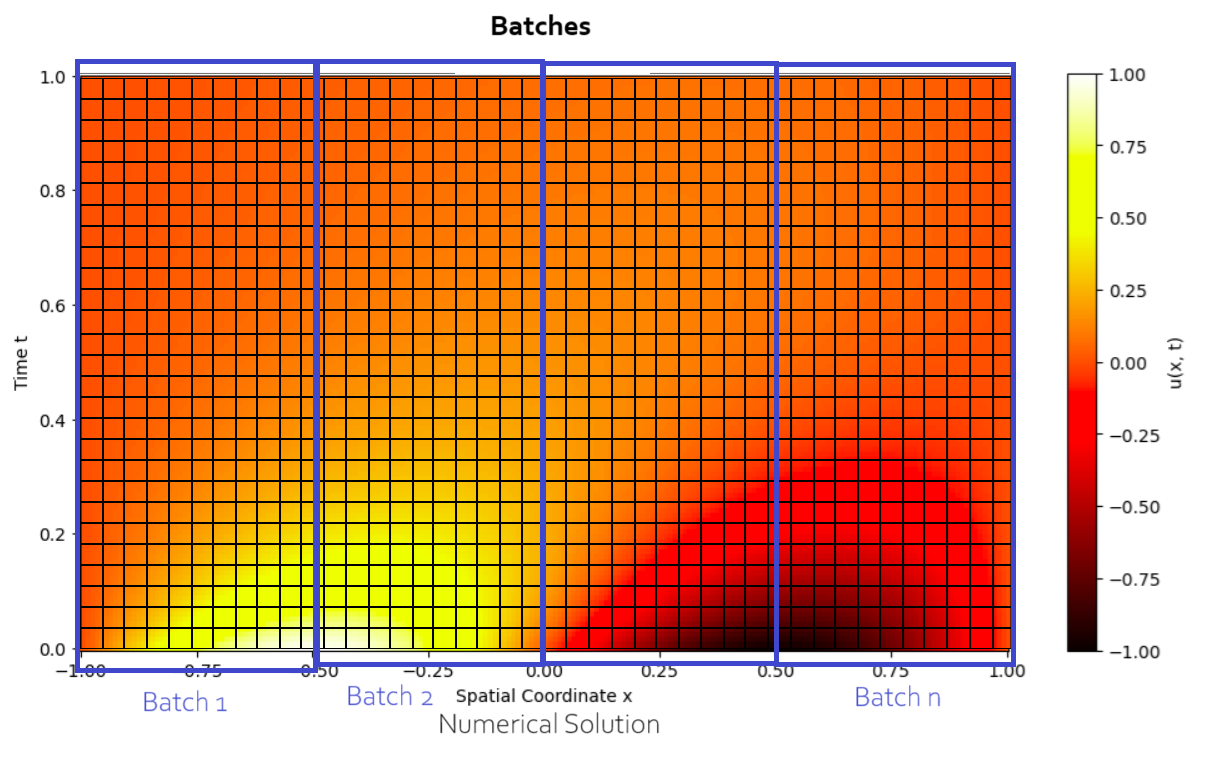 Batches
1.0
0.8
0.6
0.4
0.2
0.0
Time t
−1.00 −0.75 −0.50 −0.25 0.00 0.25 0.50 0.75 1.00
Batch 1
Batch 2
Spatial Coordinate x
Batch n
Numerical Solution
1.00
0.75
0.50
0.25
0.00
−0.25
−0.50
−0.75
−1.00
u(x, t)